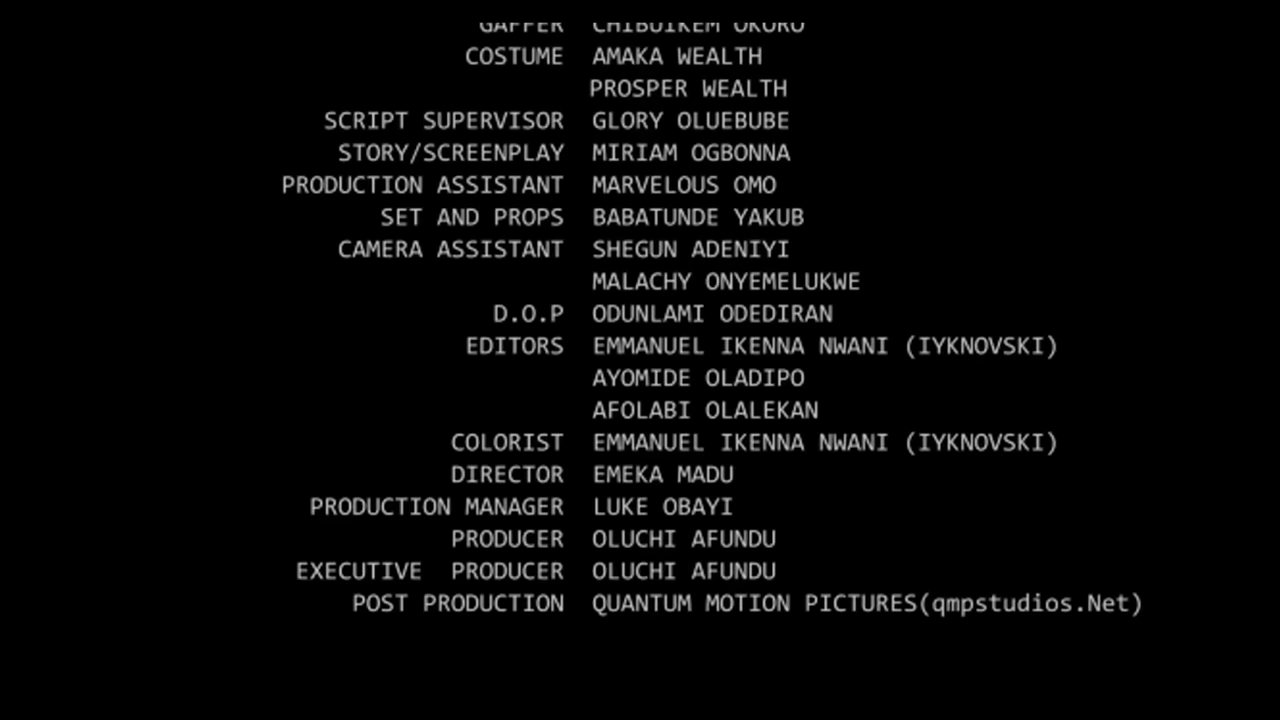 GAFFER CHIBUIKEM OKORO
COSTUME AMAKA WEALTH
PROSPER WEALTH
SCRIPT SUPERVISOR GLORY OLUEBUBE
STORY/SCREENPLAY MIRIAM OGBONNA
PRODUCTION ASSISTANT MARVELOUS OMO
SET AND PROPS BABATUNDE YAKUB
CAMERA ASSISTANT SHEGUN ADENIYI
MALACHY ONYEMELUKWE
D.O.P ODUNLAMI ODEDIRAN
EDITORS EMMANUEL IKENNA NWANI (IYKNOVSKI)
AYOMIDE OLADIPO
AFOLABI OLALEKAN
COLORIST EMMANUEL IKENNA NWANI (IYKNOVSKI)
DIRECTOR EMEKA MADU
PRODUCTION MANAGER LUKE OBAYI
PRODUCER OLUCHI AFUNDU
EXECUTIVE PRODUCER OLUCHI AFUNDU
POST PRODUCTION QUANTUM MOTION PICTURES(qmpstudios.Net)